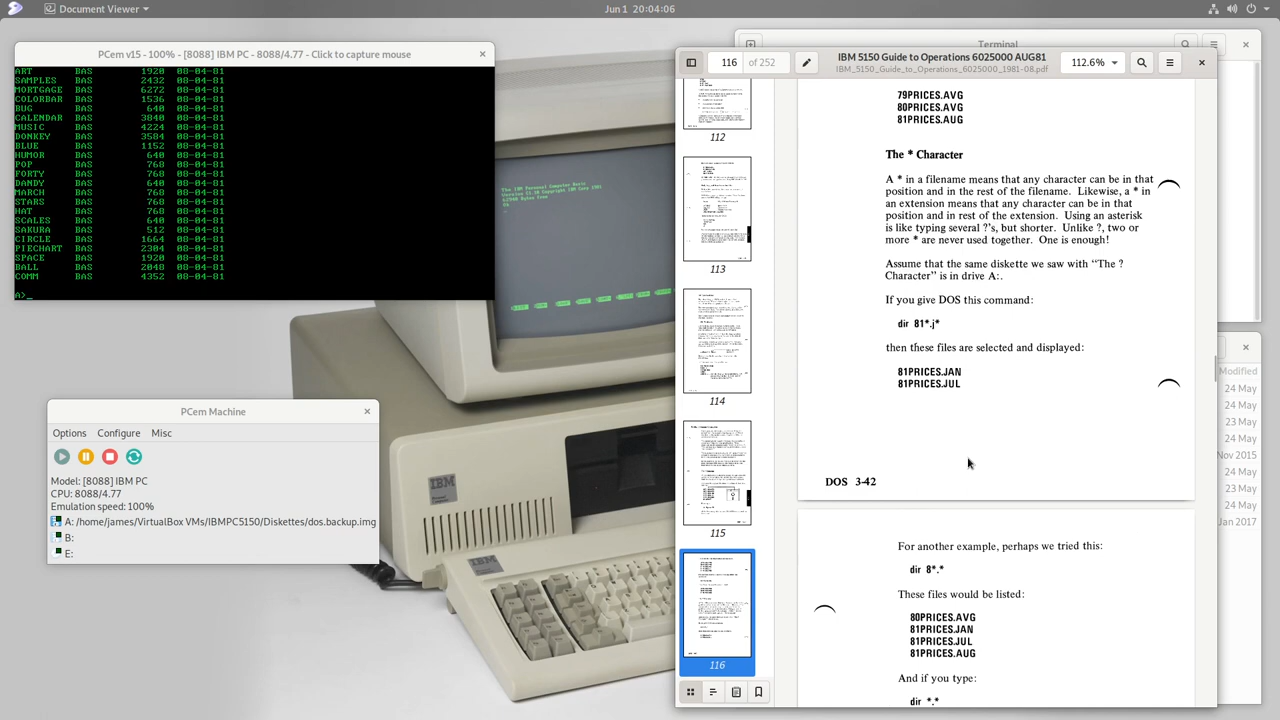 Document Viewer
Jun 1 20:04:06
PCem v15 - 100% - [8088] IBM PC - 8088/4.77 - Click to capture mouse
ART BAS 1920 08-04-81
SAMPLES BAS 2432 08-04-81
MORTGAGE BAS 6272 08-04-81
COLORBAR BAS 1536 08-04-81
BUG BAS 640 08-04-81
CALENDAR BAS 3840 08-04-81
MUSIC BAS 4224 08-04-81
DONKEY BAS 3584 08-04-81
BLUE BAS 1152 08-04-81
HUMOR BAS 640 08-04-81
POP BAS 768 08-04-81
FORTY BAS 768 08-04-81
DANDY BAS 640 08-04-81
MARCH BAS 768 08-04-81
STARS BAS 768 08-04-81
HAT BAS 768 08-04-81
SCALES BAS 640 08-04-81
SAKURA BAS 512 08-04-81
CIRCLE BAS 1664 08-04-81
PIECHART BAS 2304 08-04-81
SPACE BAS 1920 08-04-81
BALL BAS 2048 08-04-81
COMM BAS 4352 08-04-81
A>_
PCem Machine
Options Configure Misc
Model: [8088] IBM PC
CPU: 8088/4.77
Emulation speed: 100%
A: /home/james/VirtualBox VMs/IBMPC5150/Diskettes/dos.backup.img
B:
E:
The IBM Personal Computer Basic
62940 Bytes free
Ok
IBM
IBM
Terminal
116 of 252
IBM 5150 Guide to Operations 6025000 AUG81
IBM_5150_Guide_to_Operations_6025000_1981-08.pdf
112.6%
112
113
114
115
116
79PRICES.AVG
80PRICES.AVG
81PRICES.AUG
The * Character
A * in a filename means that any character can be in that
position and in the rest of the filename. Likewise, a * in
an extension means that any character can be in that
position and in rest of the extension. Using an asterisk
is like typing several ?'s, but shorter. Unlike ?, two or
more * are never used together. One is enough!
Assume that the same diskette we saw with “The ?
Character” is in drive A:.
If you give DOS this command:
dir 81*.j*
then these files are selected and displayed:
81PRICES.JAN
81PRICES.JUL
DOS 3-42
For another example, perhaps we tried this:
dir 8*.*
These files would be listed:
80PRICES.AVG
81PRICES.JAN
81PRICES.JUL
81PRICES.AUG
And if you type:
dir *.*
Modified
24 May
24 May
23 May
May
Nov 2015
May
23 May
22 May
Jan 2017